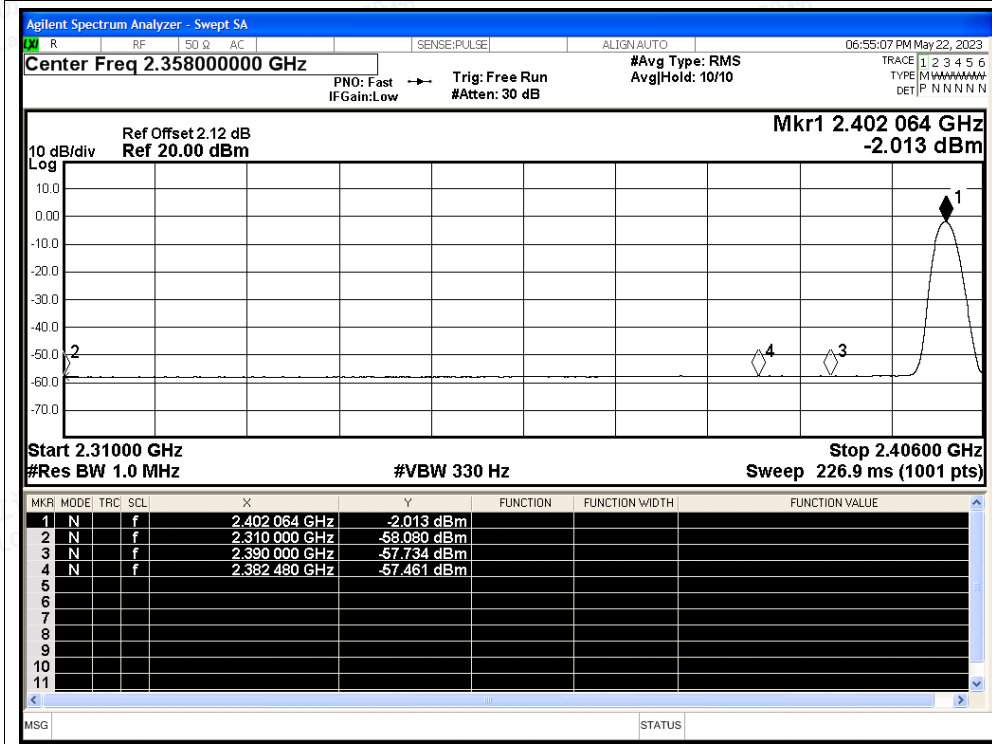 Agilent Spectrum Analyzer - Swept SA
LXI R RF 50 Ω AC SENSE:PULSE ALIGN AUTO 06:55:07 PM May 22, 2023
Center Freq 2.358000000 GHz #Avg Type: RMS TRACE 1 2 3 4 5 6
PNO: Fast Trig: Free Run Avg|Hold: 10/10 TYPE M WWWWW
IFGain:Low #Atten: 30 dB DET P N N N N N
Mkr1 2.402 064 GHz
Ref Offset 2.12 dB
10 dB/div Ref 20.00 dBm -2.013 dBm
Log
10.0
1
0.00
-10.0
-20.0
-30.0
-40.0
-50.0 2 4 3
-60.0
-70.0
Start 2.31000 GHz Stop 2.40600 GHz
#Res BW 1.0 MHz #VBW 330 Hz Sweep 226.9 ms (1001 pts)
MKR MODE TRC SCL X Y FUNCTION FUNCTION WIDTH FUNCTION VALUE
1 N f 2.402 064 GHz -2.013 dBm
2 N f 2.310 000 GHz -58.080 dBm
3 N f 2.390 000 GHz -57.734 dBm
4 N f 2.382 480 GHz -57.461 dBm
5
6
7
8
9
10
11
MSG STATUS